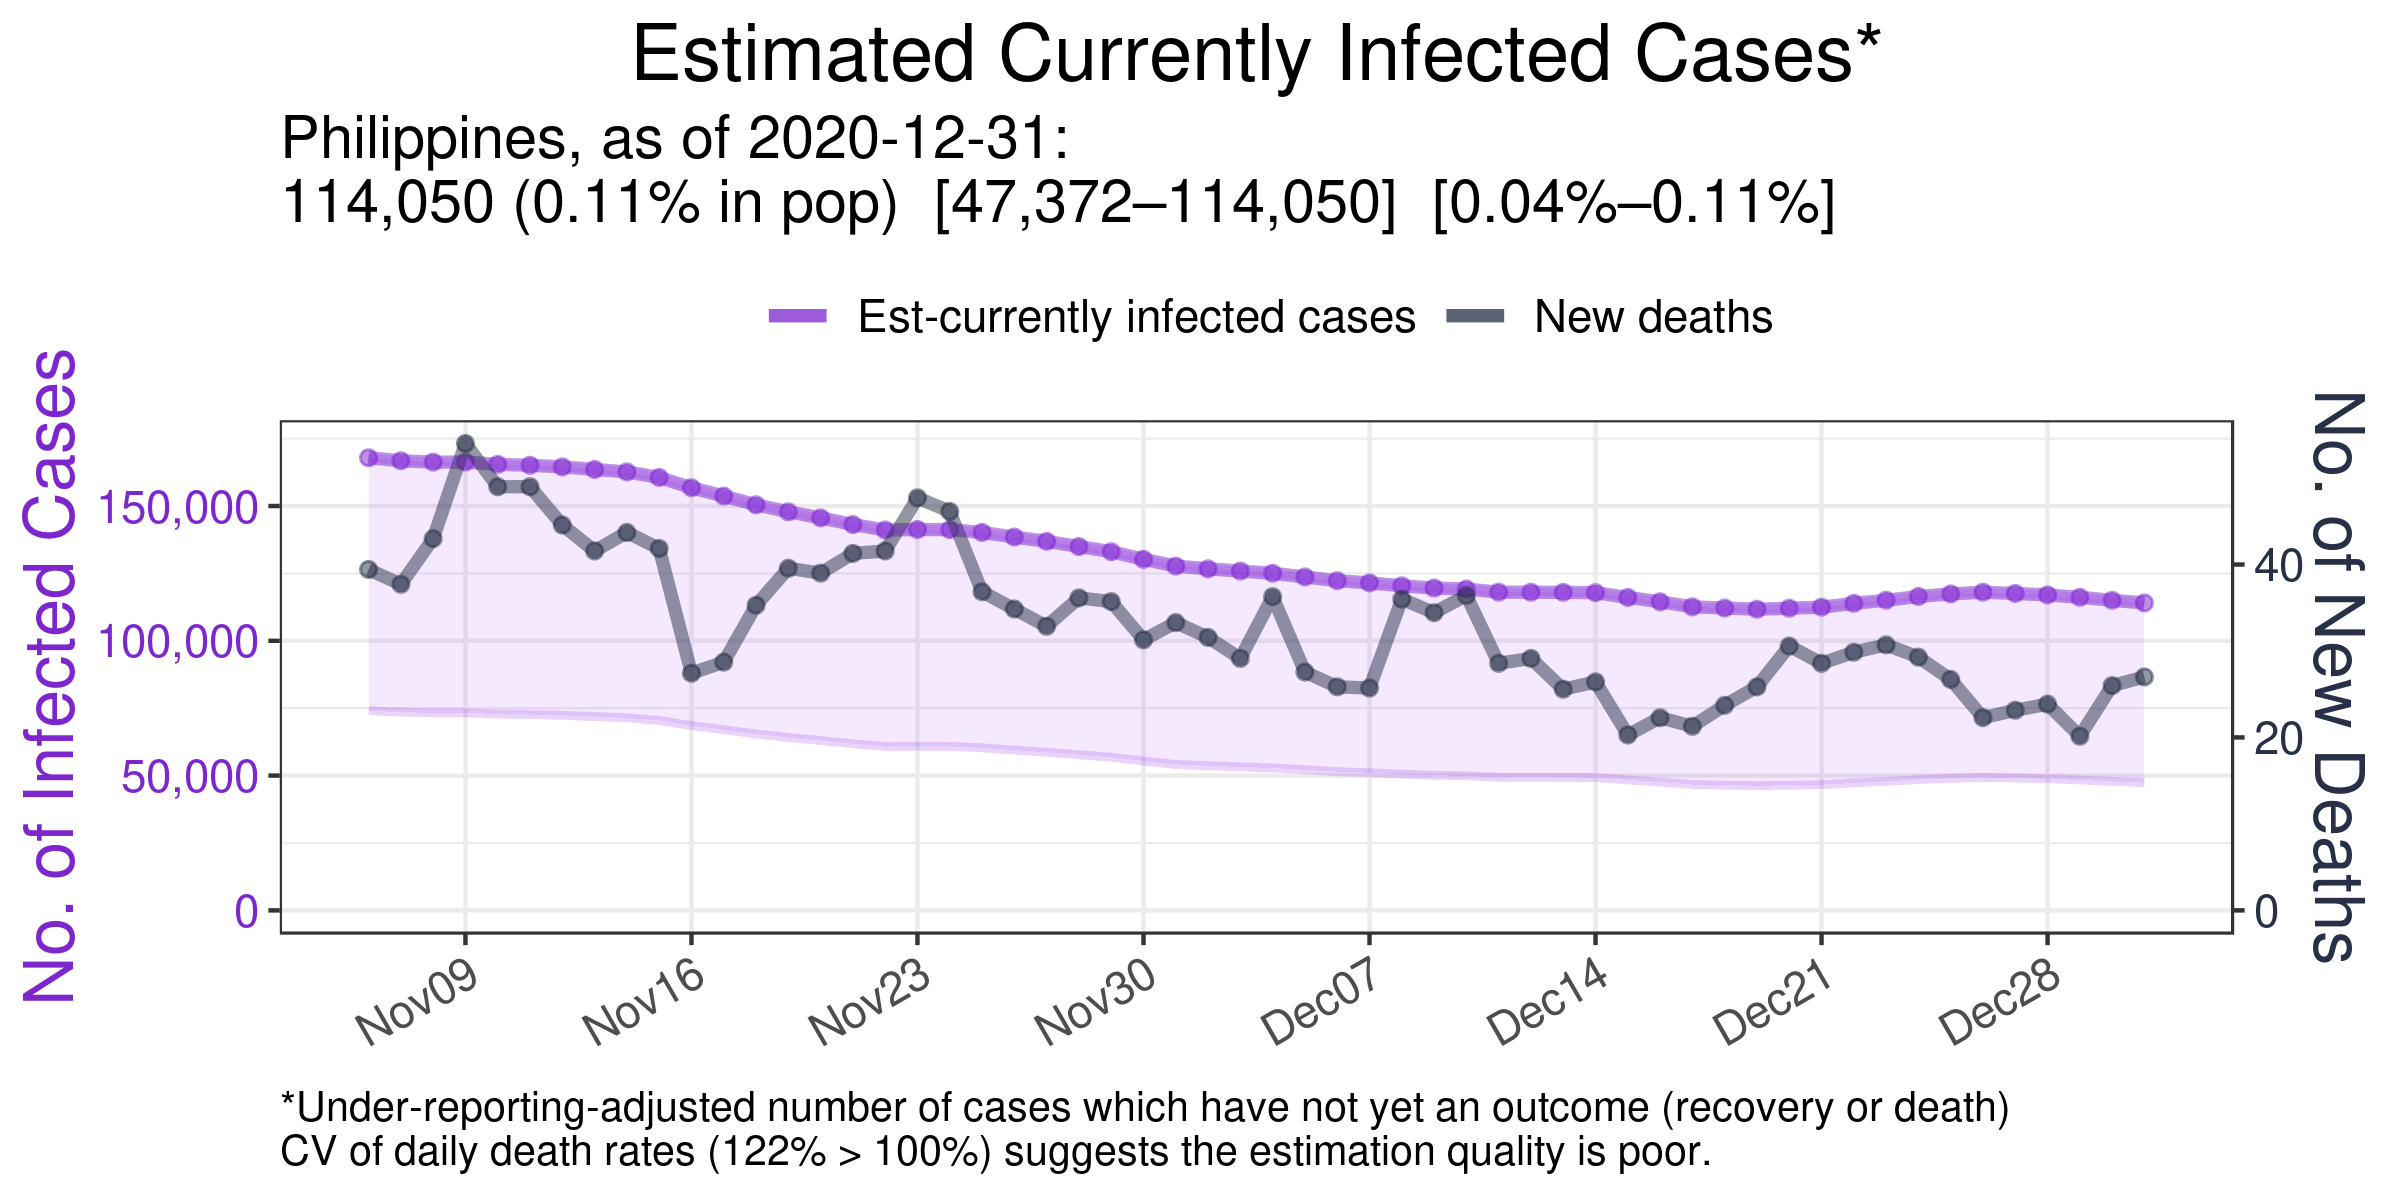 Estimated Currently Infected Cases*
Philippines, as of 2020-12-31:
114,050 (0.11% in pop)  [47,372–114,050]  [0.04%–0.11%]
Est-currently infected cases
New deaths
No. of Infected Cases
150,000
100,000
50,000
0
No. of New Deaths
40
20
0
Nov09
Nov16
Nov23
Nov30
Dec07
Dec14
Dec21
Dec28
*Under-reporting-adjusted number of cases which have not yet an outcome (recovery or death)
CV of daily death rates (122% > 100%) suggests the estimation quality is poor.